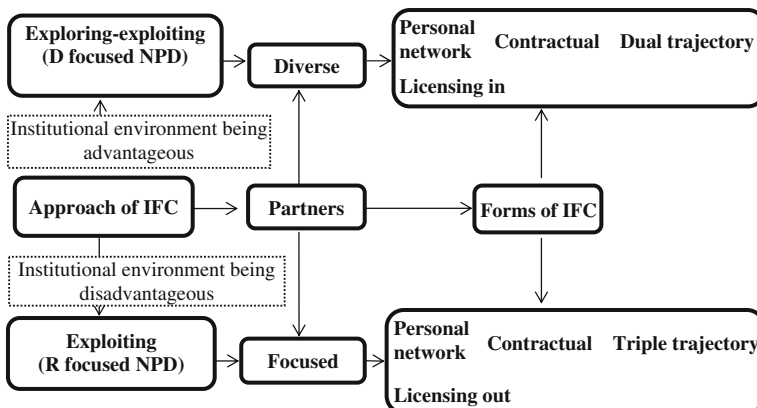 Exploring-exploiting
(D focused NPD)
Diverse
Personal
network
Contractual
Dual trajectory
Licensing in
Institutional environment being
advantageous
Approach of IFC
Partners
Forms of IFC
Institutional environment being
disadvantageous
Exploiting
(R focused NPD)
Focused
Personal
network
Contractual
Triple trajectory
Licensing out